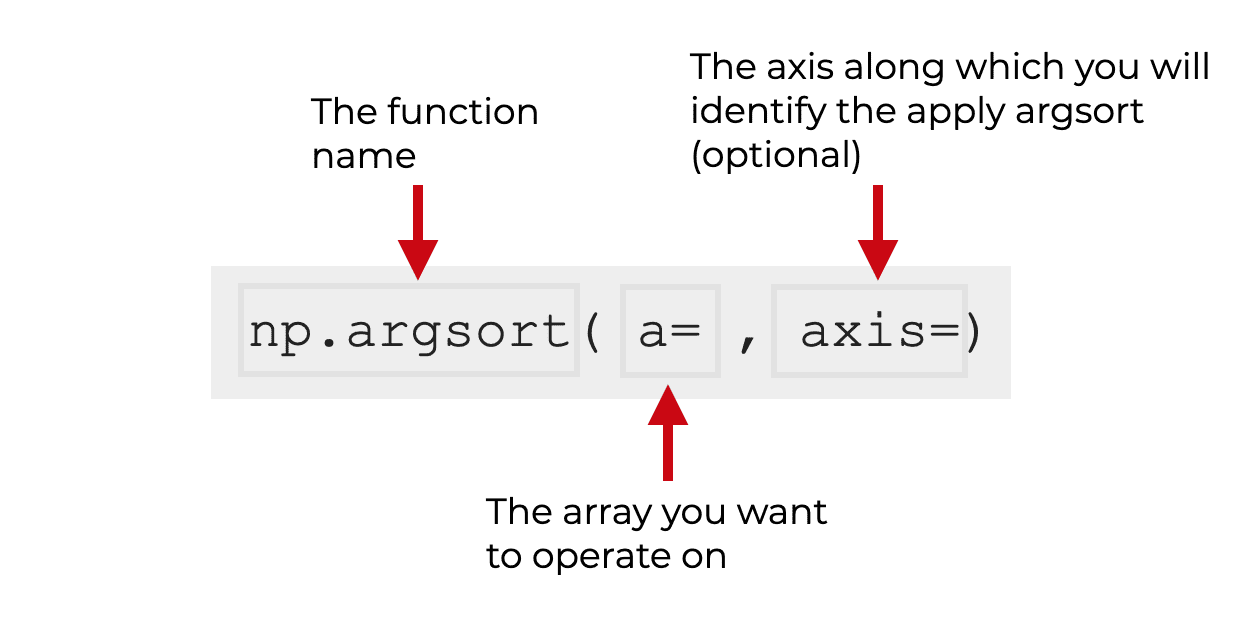 The function
name
The axis along which you will
identify the apply argsort
(optional)
np.argsort( a= , axis=)
The array you want
to operate on